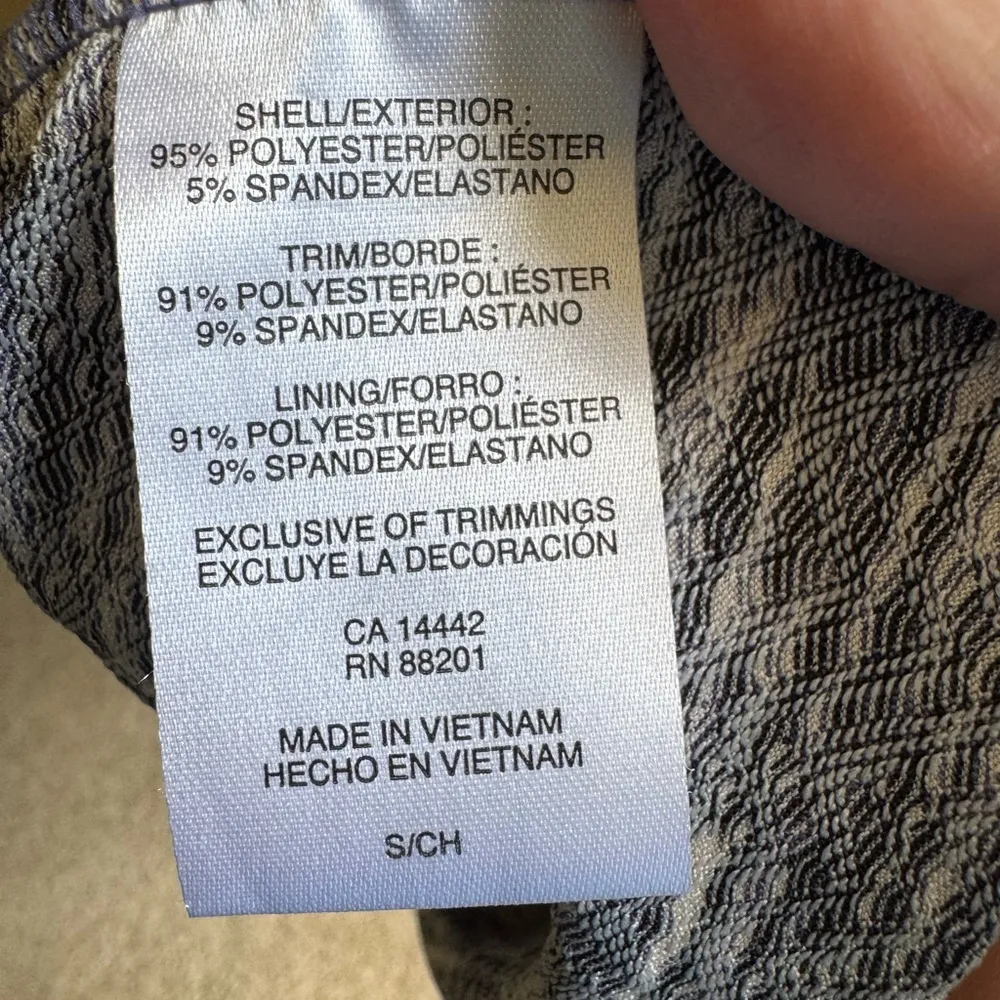 SHELL/EXTERIOR :
95% POLYESTER/POLIÉSTER
5% SPANDEX/ELASTANO
TRIM/BORDE :
91% POLYESTER/POLIÉSTER
9% SPANDEX/ELASTANO
LINING/FORRO :
91% POLYESTER/POLIÉSTER
9% SPANDEX/ELASTANO
EXCLUSIVE OF TRIMMINGS
EXCLUYE LA DECORACIÓN
CA 14442
RN 88201
MADE IN VIETNAM
HECHO EN VIETNAM
S/CH